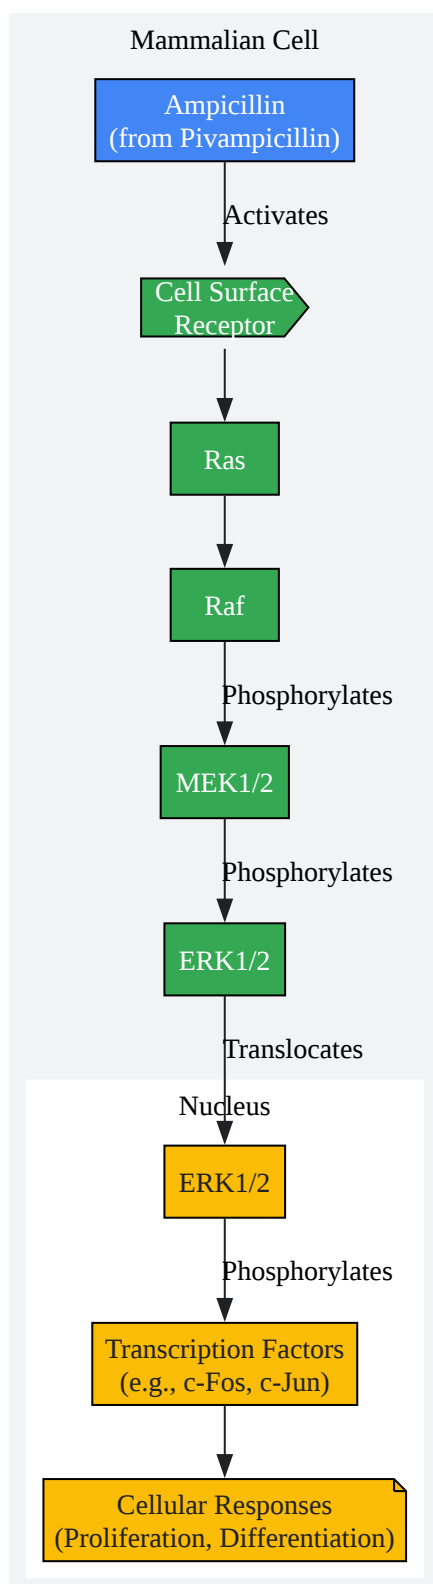 Mammalian Cell
Ampicillin
(from Pivampicillin)
Activates
Cell Surface
Receptor
Ras
Raf
Phosphorylates
MEK1/2
Phosphorylates
ERK1/2
Translocates
Nucleus
ERK1/2
Phosphorylates
Transcription Factors
(e.g., c-Fos, c-Jun)
Cellular Responses
(Proliferation, Differentiation)